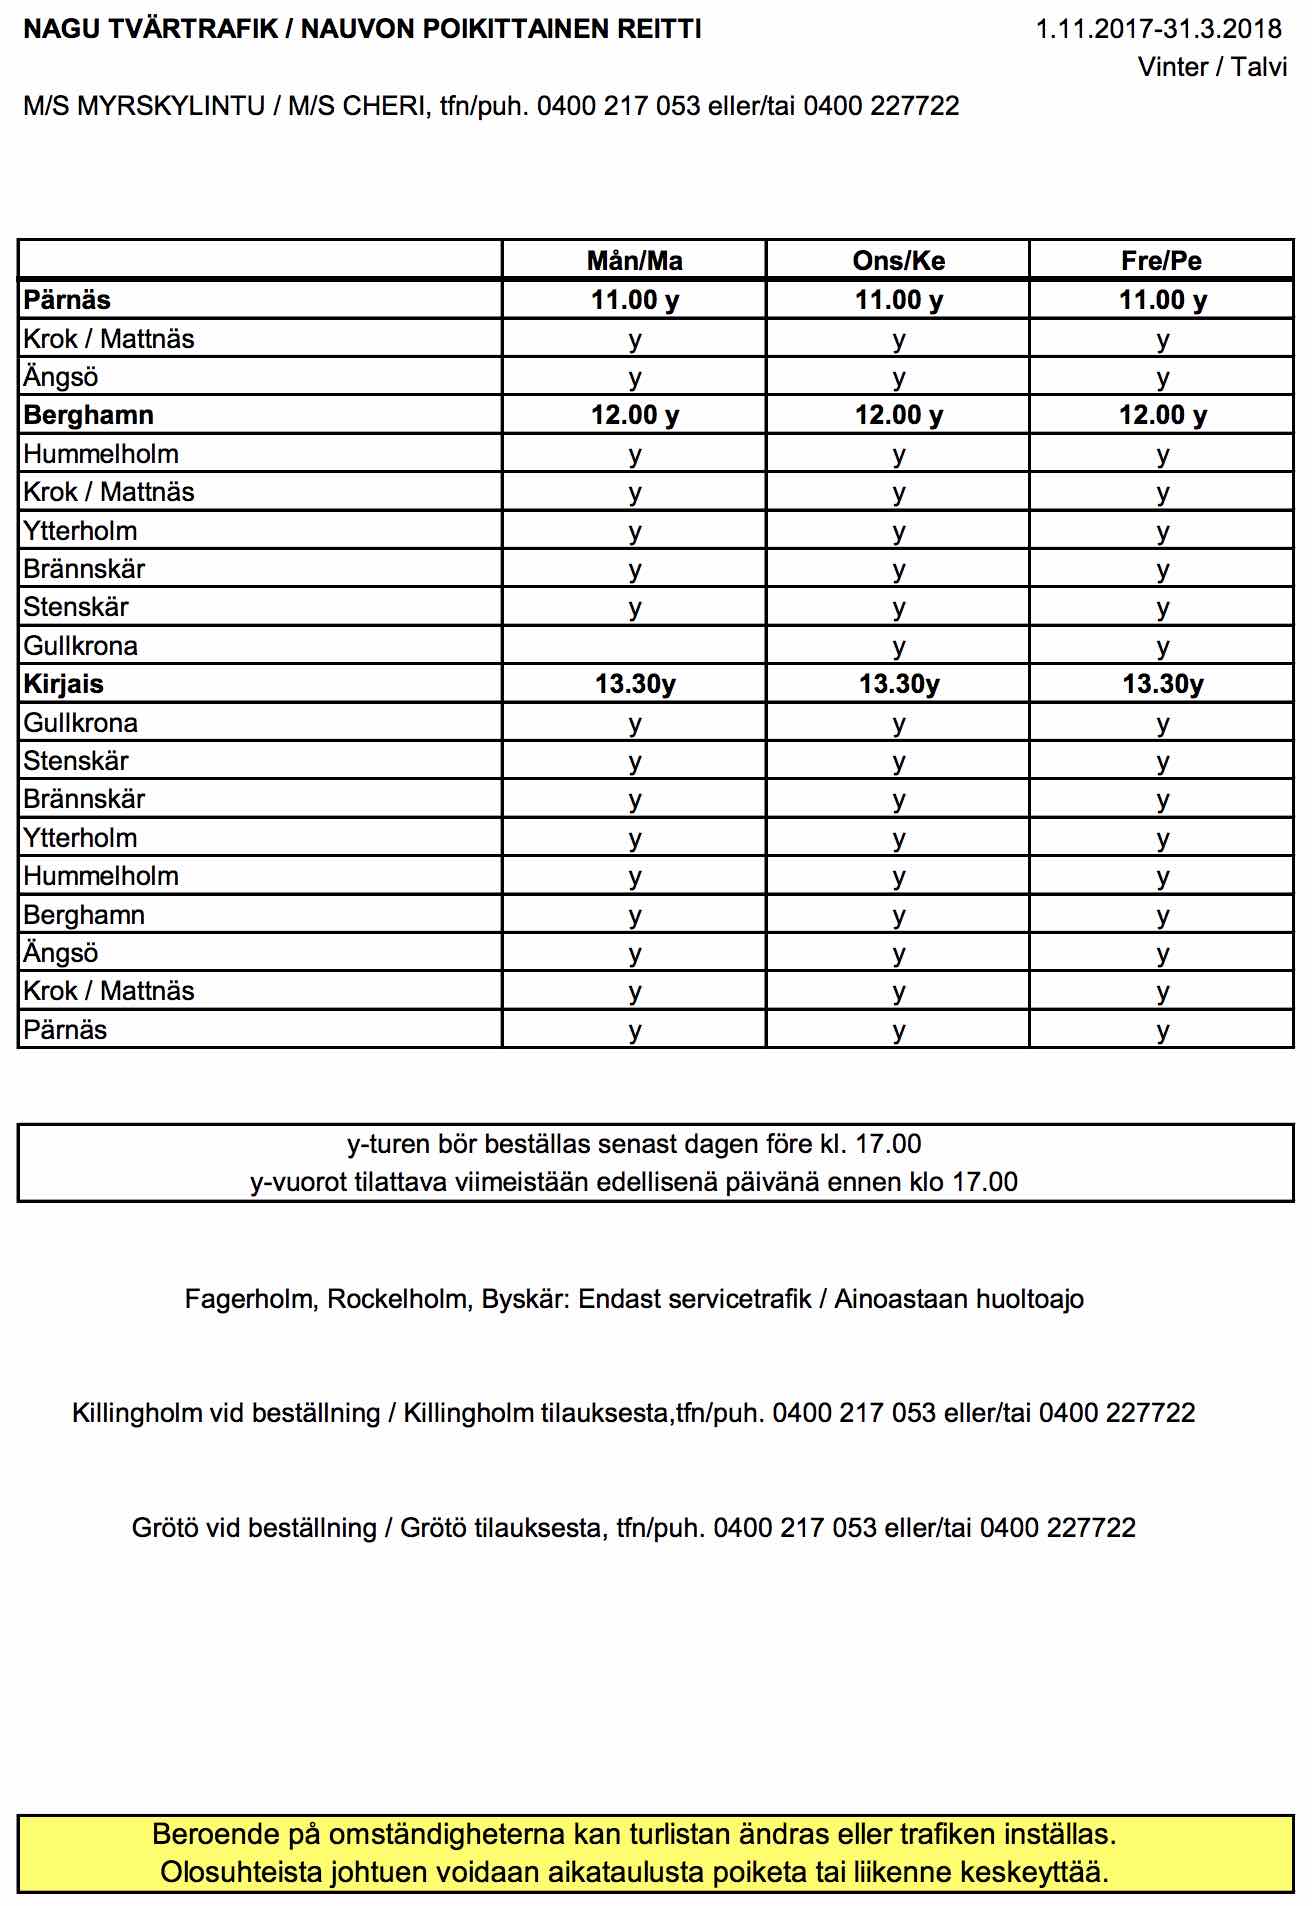 NAGU TVÄRTRAFIK / NAUVON POIKITTAINEN REITTI 1.11.2017-31.3.2018
Vinter / Talvi
M/S MYRSKYLINTU / M/S CHERI, tfn/puh. 0400 217 053 eller/tai 0400 227722
Mån/Ma Ons/Ke Fre/Pe
Pärnäs 11.00 y 11.00 y 11.00 y
Krok / Mattnäs y y y
Ängsö y y y
Berghamn 12.00 y 12.00 y 12.00 y
Hummelholm y y y
Krok / Mattnäs y y y
Ytterholm y y y
Brännskär y y y
Stenskär y y y
Gullkrona y y
Kirjais 13.30y 13.30y 13.30y
Gullkrona y y y
Stenskär y y y
Brännskär y y y
Ytterholm y y y
Hummelholm y y y
Berghamn y y y
Ängsö y y y
Krok / Mattnäs y y y
Pärnäs y y y
y-turen bör beställas senast dagen före kl. 17.00
y-vuorot tilattava viimeistään edellisenä päivänä ennen klo 17.00
Fagerholm, Rockelholm, Byskär: Endast servicetrafik / Ainoastaan huoltoajo
Killingholm vid beställning / Killingholm tilauksesta,tfn/puh. 0400 217 053 eller/tai 0400 227722
Grötö vid beställning / Grötö tilauksesta, tfn/puh. 0400 217 053 eller/tai 0400 227722
Beroende på omständigheterna kan turlistan ändras eller trafiken inställas.
Olosuhteista johtuen voidaan aikataulusta poiketa tai liikenne keskeyttää.